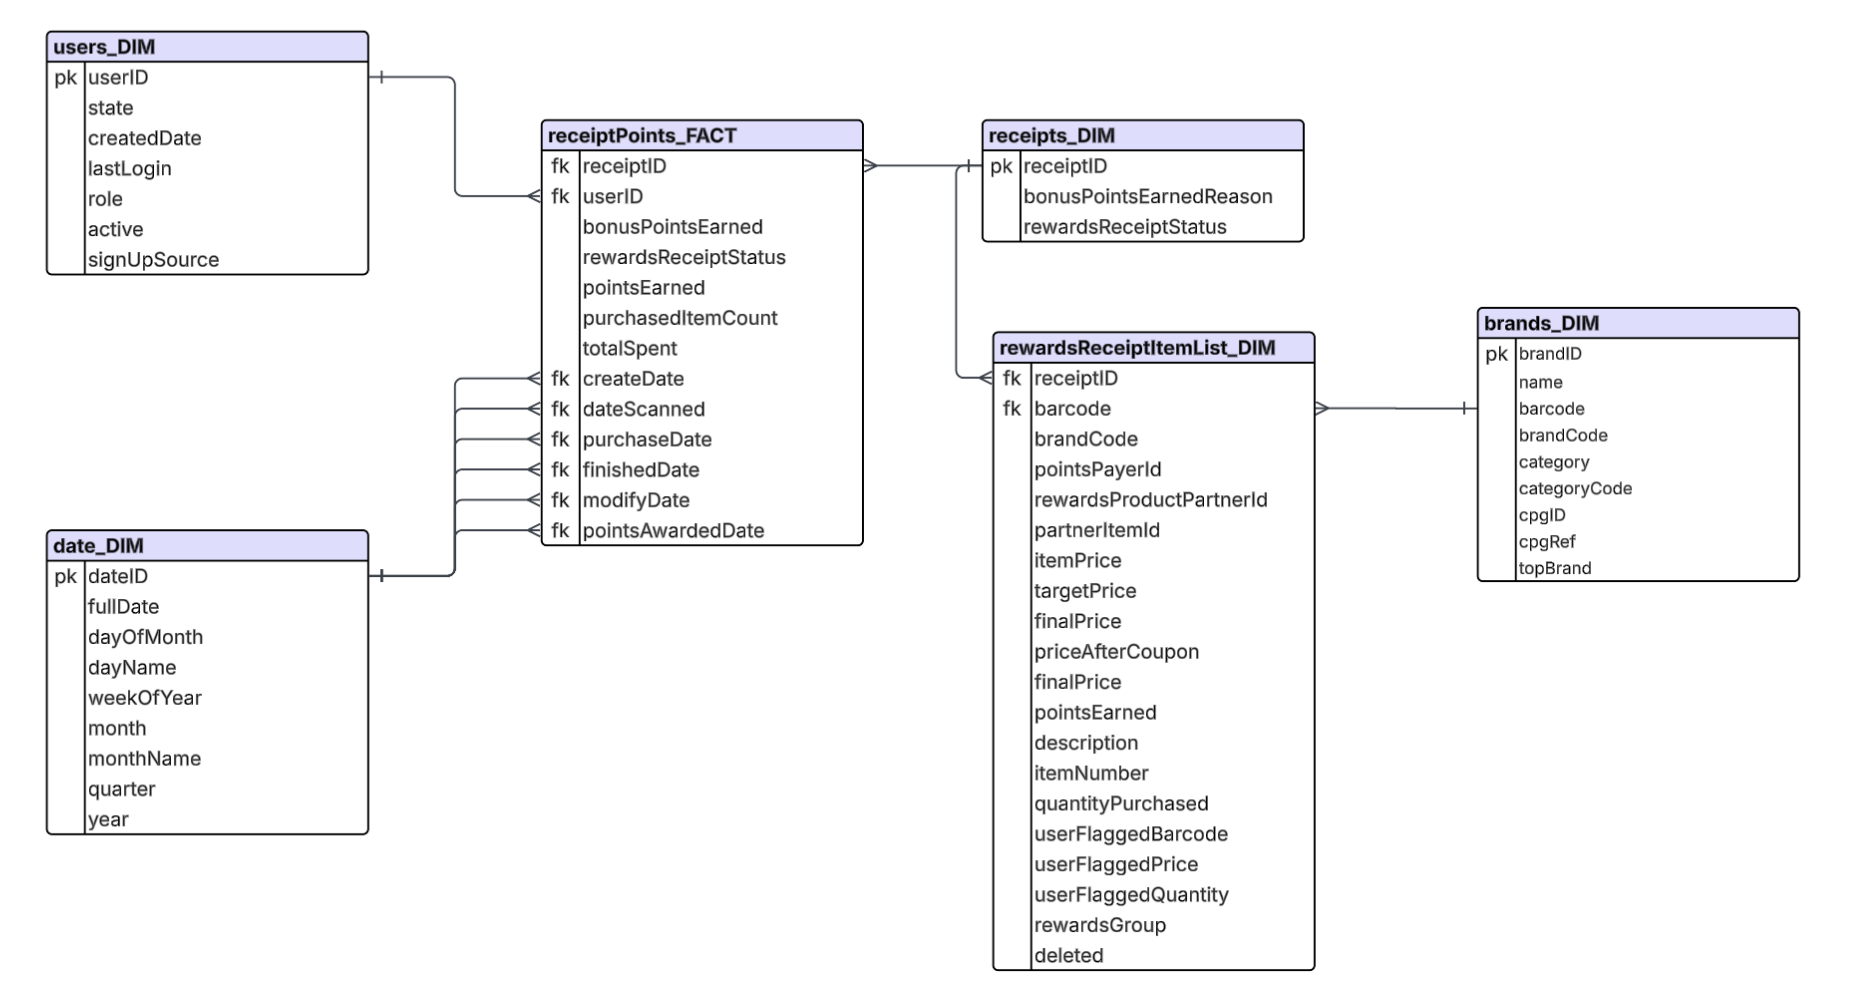 users_DIM
pk userID
state
createdDate
lastLogin
role
active
signUpSource
date_DIM
pk dateID
fullDate
dayOfMonth
dayName
weekOfYear
month
monthName
quarter
year
receiptPoints_FACT
fk receiptID
fk userID
bonusPointsEarned
rewardsReceiptStatus
pointsEarned
purchasedItemCount
totalSpent
fk createDate
fk dateScanned
fk purchaseDate
fk finishedDate
fk modifyDate
fk pointsAwardedDate
receipts_DIM
pk receiptID
bonusPointsEarnedReason
rewardsReceiptStatus
rewardsReceiptItemList_DIM
fk receiptID
fk barcode
brandCode
pointsPayerId
rewardsProductPartnerId
partnerItemId
itemPrice
targetPrice
finalPrice
priceAfterCoupon
finalPrice
pointsEarned
description
itemNumber
quantityPurchased
userFlaggedBarcode
userFlaggedPrice
userFlaggedQuantity
rewardsGroup
deleted
brands_DIM
pk brandID
name
barcode
brandCode
category
categoryCode
cpgID
cpgRef
topBrand